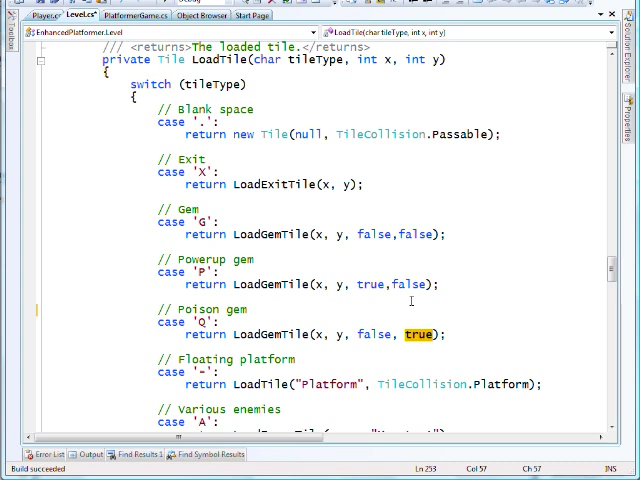 Player.cs Level.cs* PlatformerGame.cs Object Browser Start Page
EnhancedPlatformer.Level LoadTile(char tileType, int x, int y)
/// <returns>The loaded tile.</returns>
private Tile LoadTile(char tileType, int x, int y)
{
switch (tileType)
{
// Blank space
case '.':
return new Tile(null, TileCollision.Passable);
// Exit
case 'X':
return LoadExitTile(x, y);
// Gem
case 'G':
return LoadGemTile(x, y, false,false);
// Powerup gem
case 'P':
return LoadGemTile(x, y, true,false);
// Poison gem
case 'Q':
return LoadGemTile(x, y, false, true);
// Floating platform
case '-':
return LoadTile("Platform", TileCollision.Platform);
// Various enemies
case 'A':
Error List Output Find Results 1 Find Symbol Results
Build succeeded Ln 253 Col 57 Ch 57 INS
Toolbox
Solution Explorer
Properties